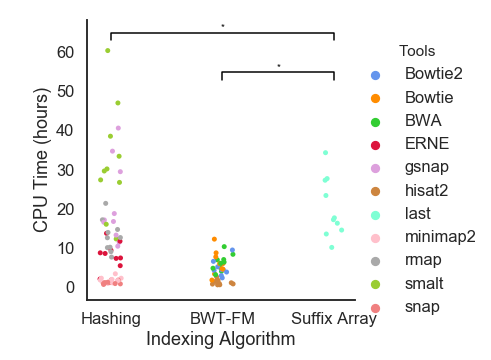 *
*
60
50
40
30
20
10
0
CPU Time (hours)
Hashing
BWT-FM
Suffix Array
Indexing Algorithm
Tools
Bowtie2
Bowtie
BWA
ERNE
gsnap
hisat2
last
minimap2
rmap
smalt
snap